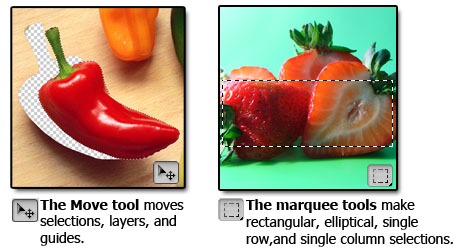 The Move tool moves
selections, layers, and
guides.
The marquee tools make
rectangular, elliptical, single
row,and single column selections.